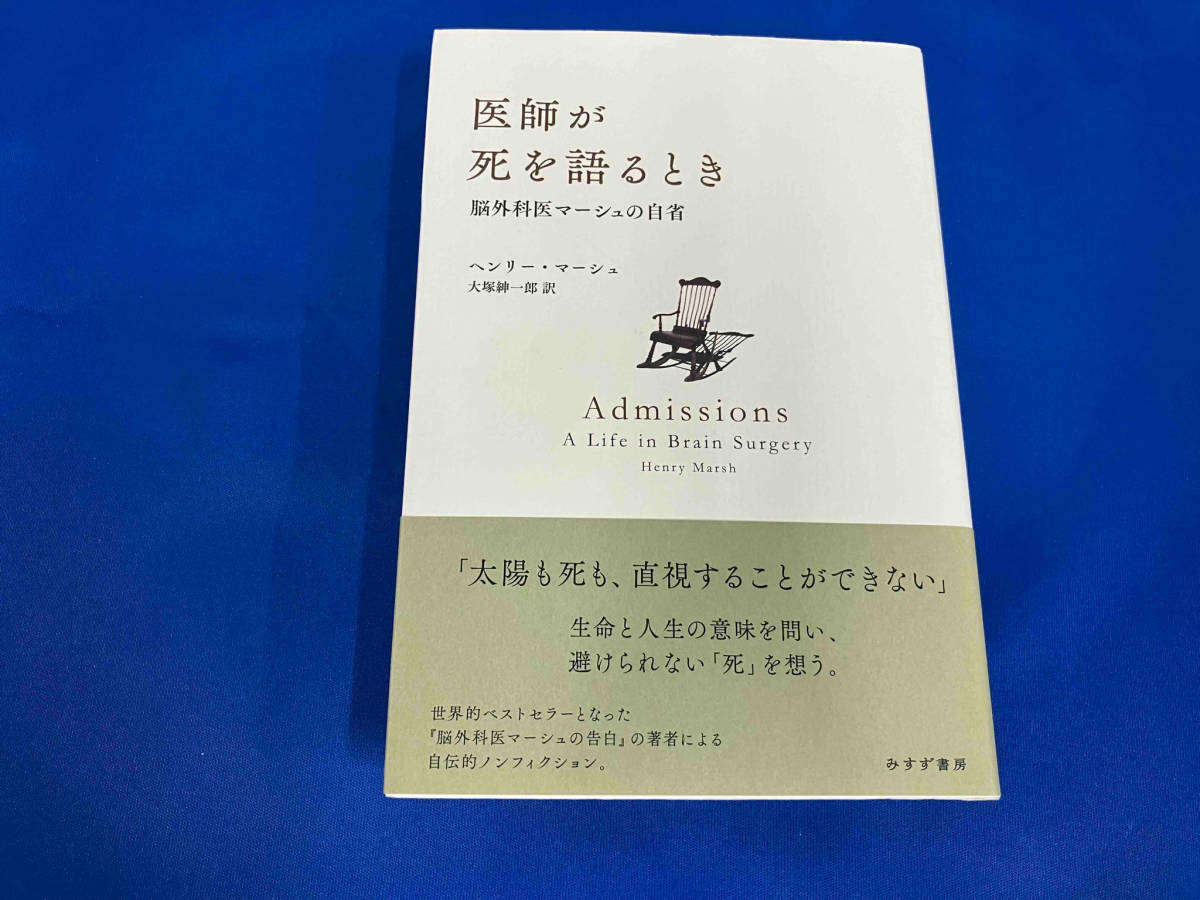 医師が
死を語るとき
脳外科医マーシュの自省
ヘンリー・マーシュ
大塚紳一郎 訳
Admissions
A Life in Brain Surgery
Henry Marsh
「太陽も死も、直視することができない」
生命と人生の意味を問い、
避けられない「死」を想う。
世界的ベストセラーとなった
『脳外科医マーシュの告白』の著者による
自伝的ノンフィクション。
みすず書房